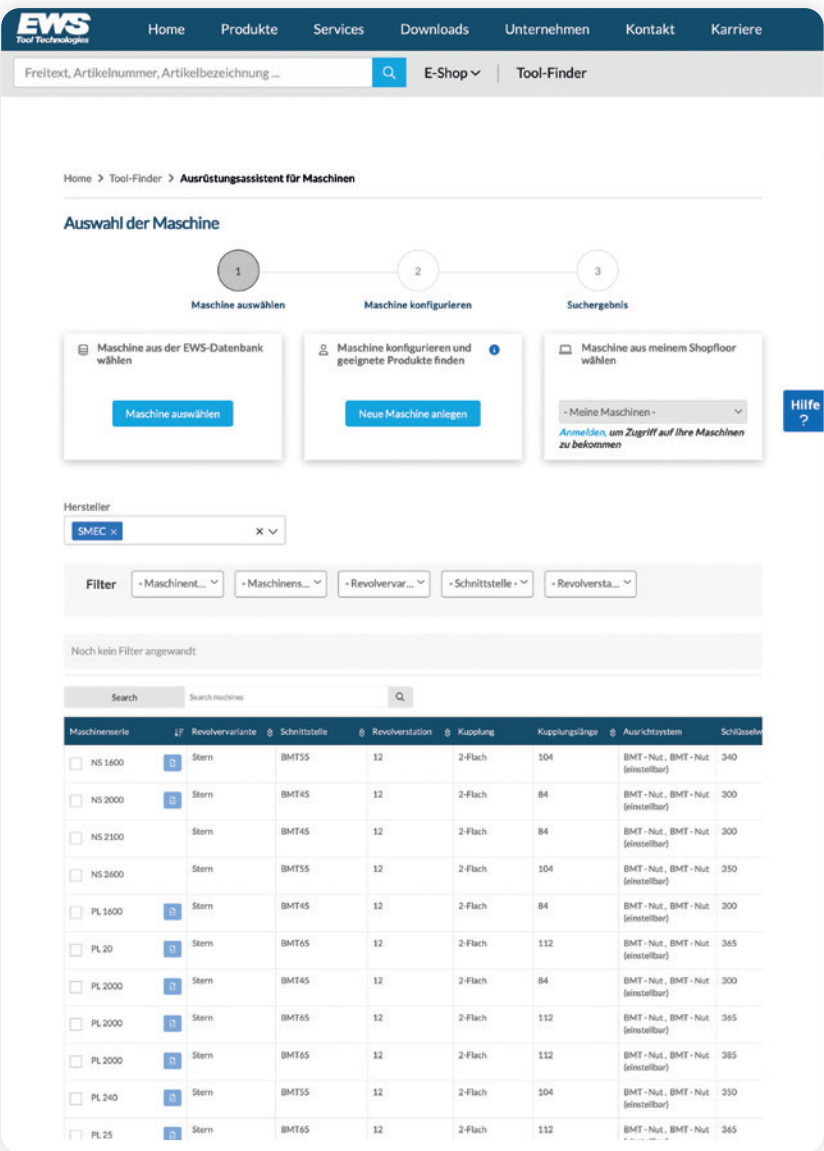 EWS
Tool Technologies
Home Produkte Services Downloads Unternehmen Kontakt Karriere
Freitext, Artikelnummer, Artikelbezeichnung ... E-Shop Tool-Finder
Home > Tool-Finder > Ausrüstungsassistent für Maschinen
Auswahl der Maschine
1 2 3
Maschine auswählen Maschine konfigurieren Suchergebnis
Maschine aus der EWS-Datenbank
wählen
Maschine auswählen
Maschine konfigurieren und
geeignete Produkte finden
Neue Maschine anlegen
Maschine aus meinem Shopfloor
wählen
- Meine Maschinen -
Anmelden, um Zugriff auf Ihre Maschinen
zu bekommen
Hilfe
?
Hersteller
SMEC × ×
Filter - Maschinent... - Maschinens... - Revolvervar... - Schnittstelle - - Revolversta...
Noch kein Filter angewandt
Search Search machines
Maschinenserie Revolvervariante Schnittstelle Revolverstation Kupplung Kupplungslänge Ausrichtsystem Schlüsselw
NS 1600 Stern BMT55 12 2-Flach 104 BMT - Nut , BMT - Nut 340
(einstellbar)
NS 2000 Stern BMT45 12 2-Flach 84 BMT - Nut , BMT - Nut 300
(einstellbar)
NS 2100 Stern BMT45 12 2-Flach 84 BMT - Nut , BMT - Nut 300
(einstellbar)
NS 2600 Stern BMT55 12 2-Flach 104 BMT - Nut , BMT - Nut 350
(einstellbar)
PL 1600 Stern BMT45 12 2-Flach 84 BMT - Nut , BMT - Nut 300
(einstellbar)
PL 20 Stern BMT65 12 2-Flach 112 BMT - Nut , BMT - Nut 365
(einstellbar)
PL 2000 Stern BMT45 12 2-Flach 84 BMT - Nut , BMT - Nut 300
(einstellbar)
PL 2000 Stern BMT65 12 2-Flach 112 BMT - Nut , BMT - Nut 365
(einstellbar)
PL 2000 Stern BMT65 12 2-Flach 112 BMT - Nut , BMT - Nut 385
(einstellbar)
PL 240 Stern BMT55 12 2-Flach 104 BMT - Nut , BMT - Nut 350
(einstellbar)
PL 25 Stern BMT65 12 2-Flach 112 BMT - Nut , BMT - Nut 365